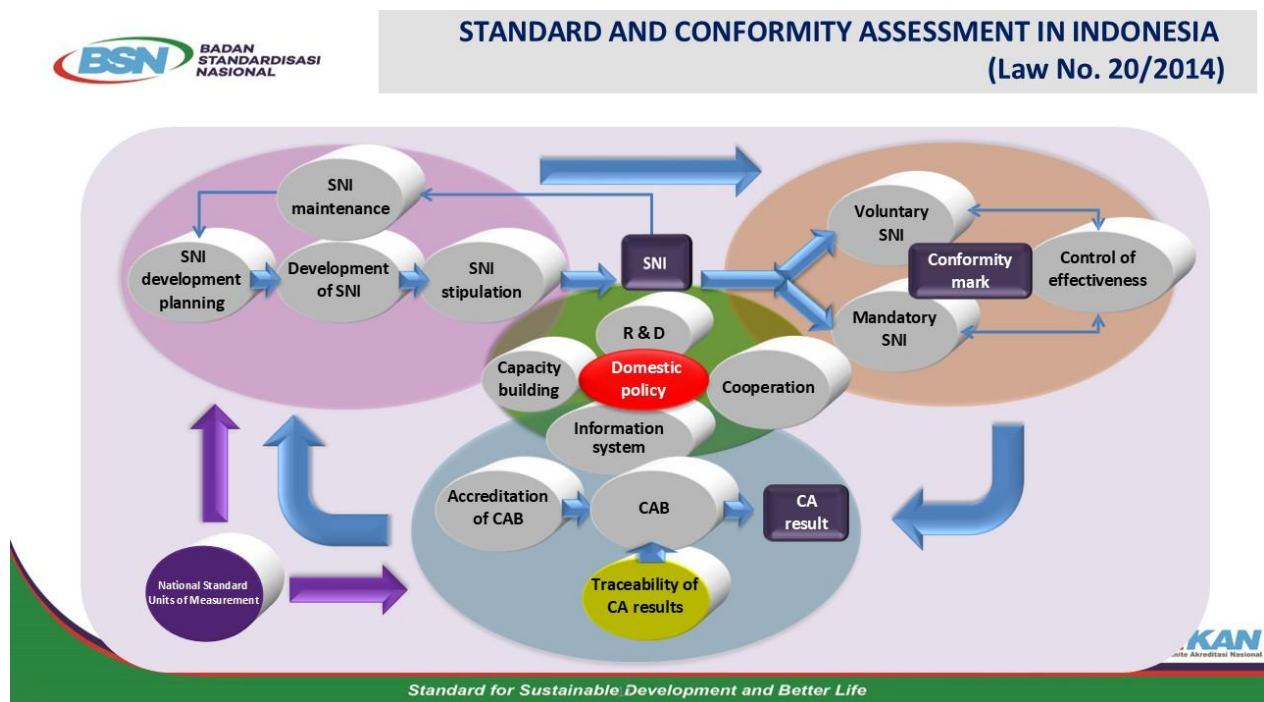 BSN
BADAN
STANDARDISASI
NASIONAL
STANDARD AND CONFORMITY ASSESSMENT IN INDONESIA
(Law No. 20/2014)
SNI
maintenance
SNI
development
planning
Development
of SNI
SNI
stipulation
SNI
Voluntary
SNI
Conformity
mark
Control of
effectiveness
Mandatory
SNI
R & D
Capacity
building
Domestic
policy
Cooperation
Information
system
Accreditation
of CAB
CAB
CA
result
Traceability of
CA results
National Standard
Units of Measurement
KAN
Akreditasi Nasional
Standard for Sustainable Development and Better Life